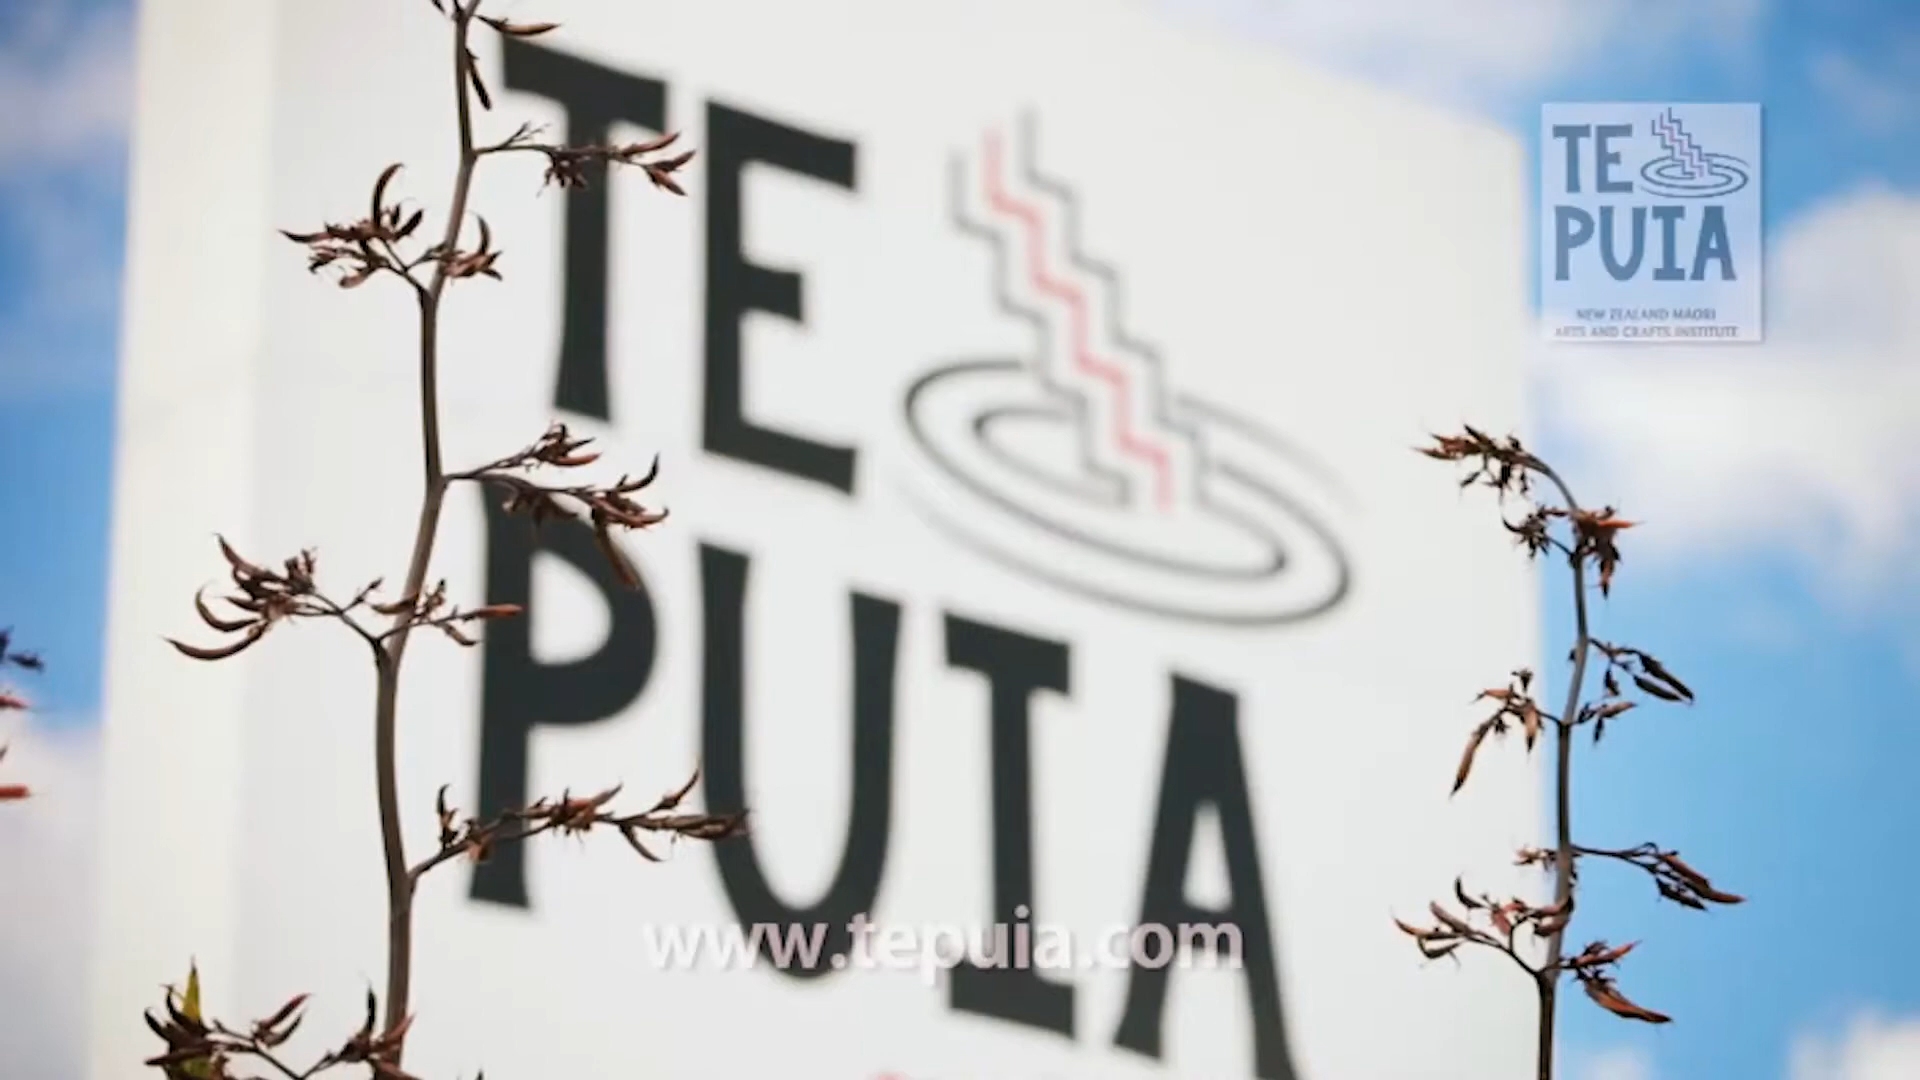 TE
PUIA
TE
PUIA
NEW ZEALAND MĀORI
ARTS AND CRAFTS INSTITUTE
www.tepuia.com